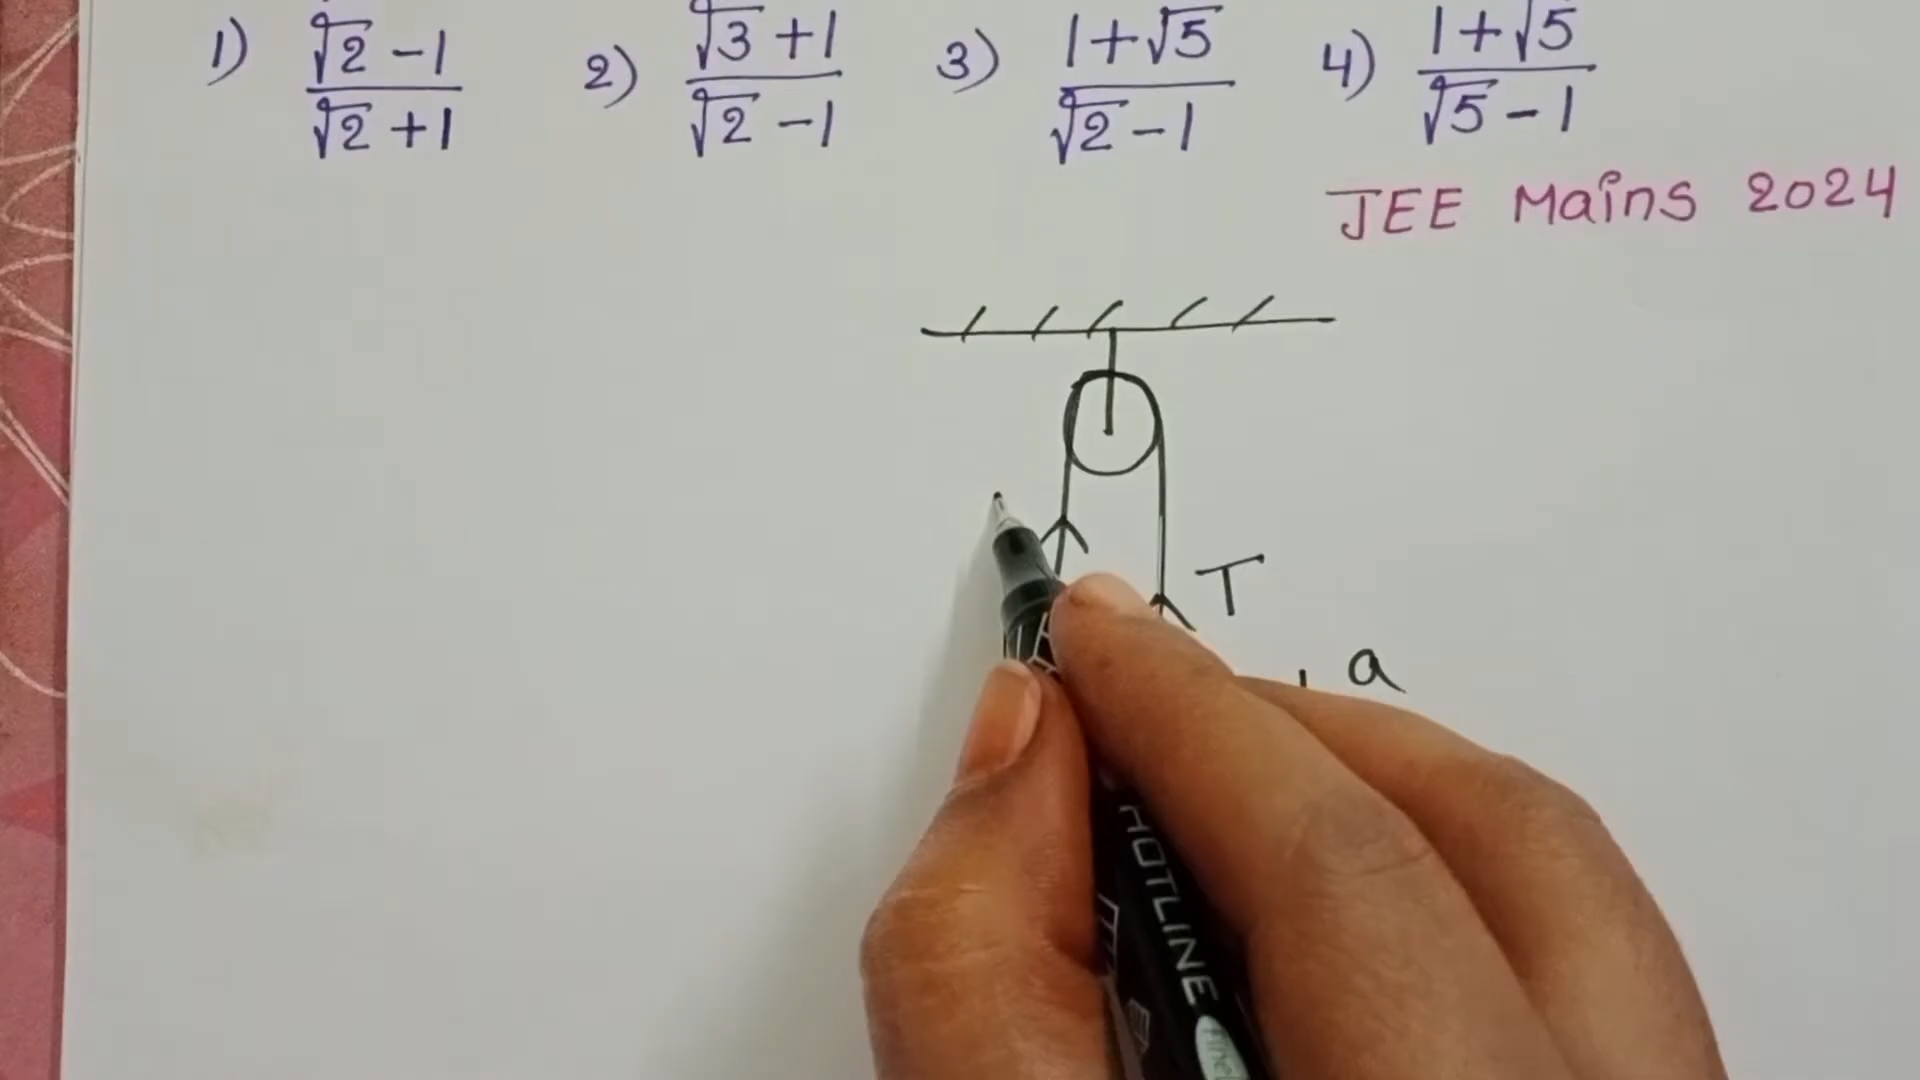 1) √2 - 1 / √2 + 1 2) √3 + 1 / √2 - 1 3) 1 + √5 / √2 - 1 4) 1 + √5 / √5 - 1
JEE Mains 2024
T
a
HOTLINE